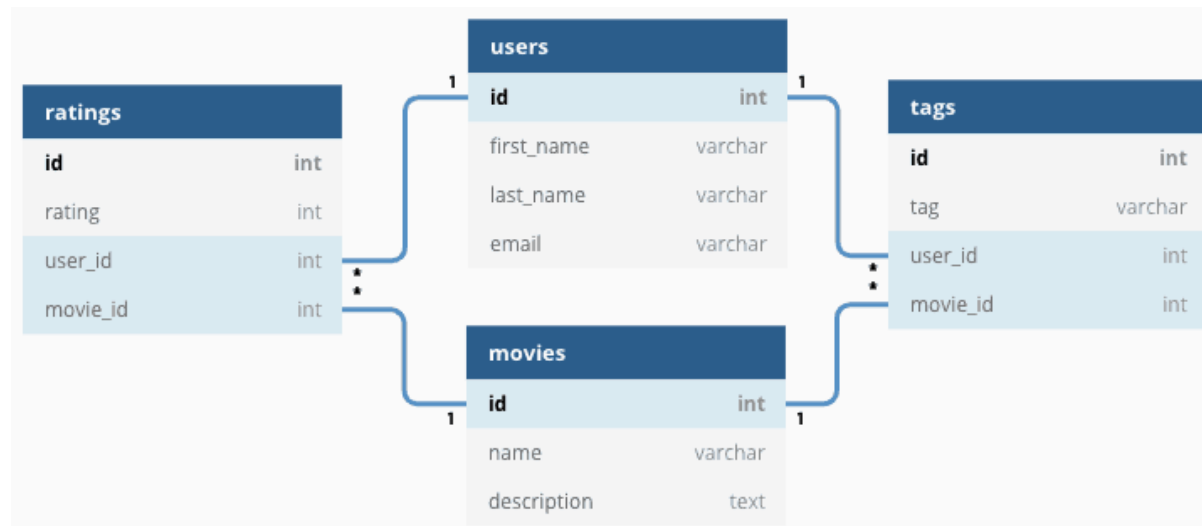 users
1
id int
1
first_name varchar
last_name varchar
email varchar
ratings
id int
rating int
user_id int
*
*
movie_id int
tags
id int
tag varchar
user_id int
*
*
movie_id int
movies
id int
1
1
name varchar
description text